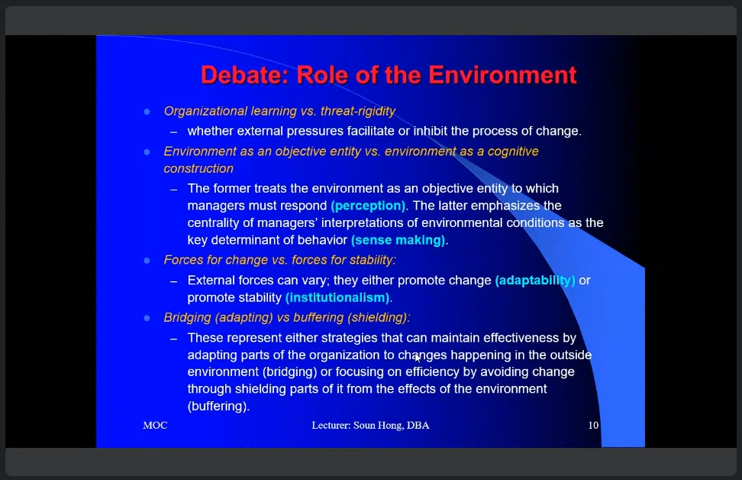 Debate: Role of the Environment
Organizational learning vs. threat-rigidity
– whether external pressures facilitate or inhibit the process of change.
Environment as an objective entity vs. environment as a cognitive
construction
– The former treats the environment as an objective entity to which
managers must respond (perception). The latter emphasizes the
centrality of managers' interpretations of environmental conditions as the
key determinant of behavior (sense making).
Forces for change vs. forces for stability:
– External forces can vary; they either promote change (adaptability) or
promote stability (institutionalism).
Bridging (adapting) vs buffering (shielding):
– These represent either strategies that can maintain effectiveness by
adapting parts of the organization to changes happening in the outside
environment (bridging) or focusing on efficiency by avoiding change
through shielding parts of it from the effects of the environment
(buffering).
MOC Lecturer: Soun Hong, DBA 10